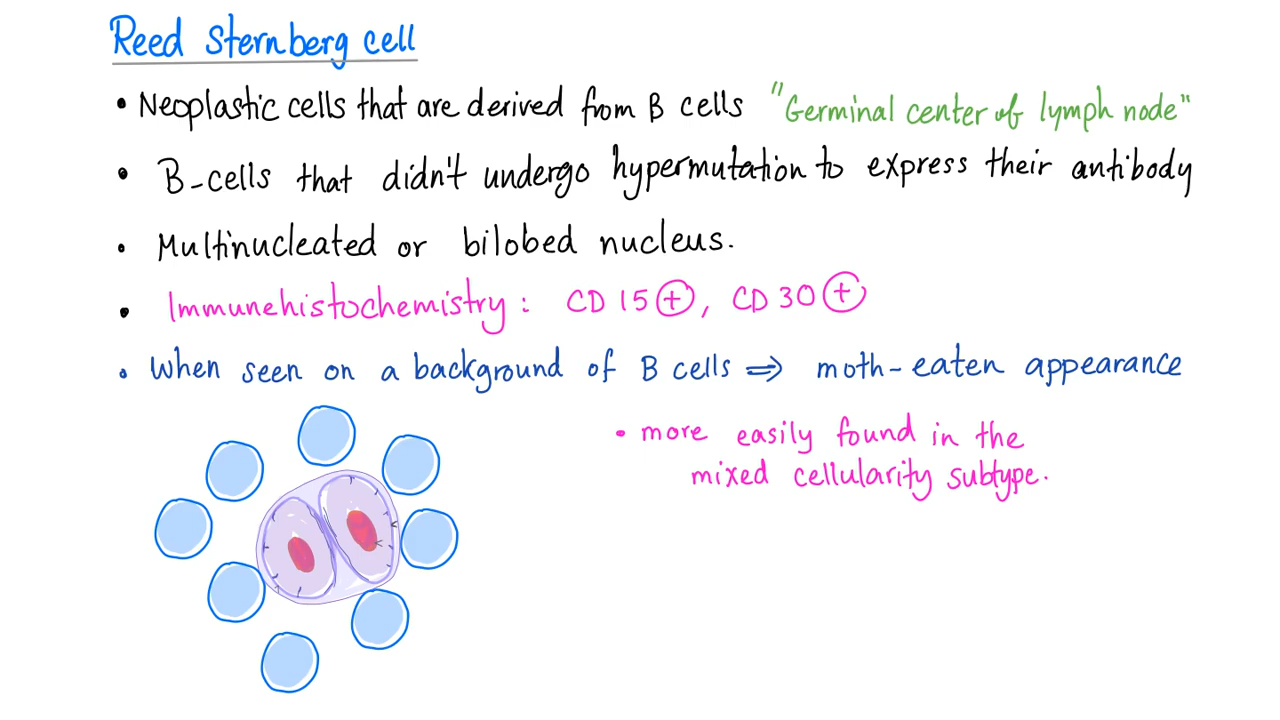 Reed Sternberg cell
• Neoplastic cells that are derived from B cells "Germinal center of lymph node"
• B-cells that didn't undergo hypermutation to express their antibody
• Multinucleated or bilobed nucleus.
• Immunehistochemistry: CD 15 ⊕, CD 30 ⊕
• When seen on a background of B cells ⇒ moth-eaten appearance
• more easily found in the
mixed cellularity subtype.